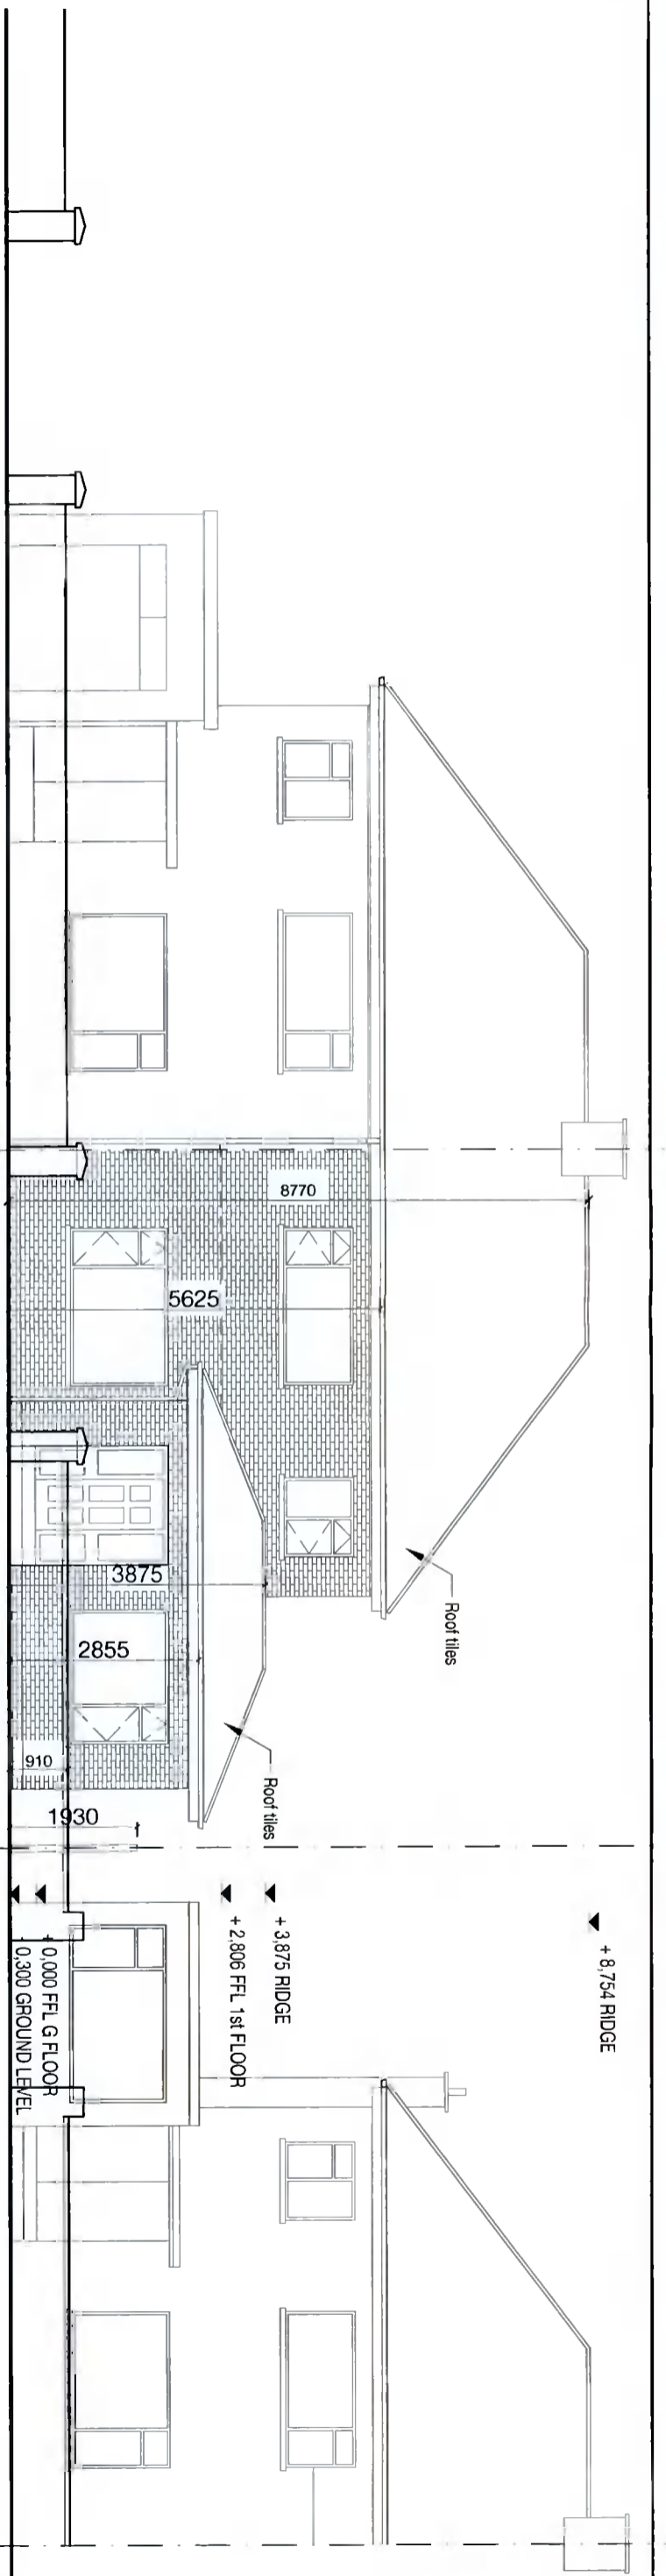 8770
5625
3875
2855
910
1930
Roof tiles
Roof tiles
+ 8,754 RIDGE
+ 3,875 RIDGE
+ 2,806 FFL 1st FLOOR
+ 0,000 FFL G FLOOR
0,300 GROUND LEVEL